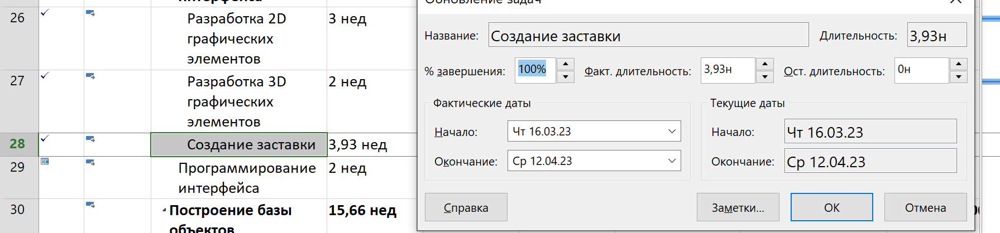 интерфейса
26
Разработка 2D
графических
элементов
3 нед
27
Разработка 3D
графических
элементов
2 нед
28
Создание заставки
3,93 нед
29
Программирование
интерфейса
2 нед
30
Построение базы
объектов
15,66 нед
Обновление задач
Название: Создание заставки Длительность: 3,93н
% завершения: 100% Факт. длительность: 3,93н Ост. длительность: 0н
Фактические даты
Начало: Чт 16.03.23
Окончание: Ср 12.04.23
Текущие даты
Начало: Чт 16.03.23
Окончание: Ср 12.04.23
Справка Заметки... ОК Отмена